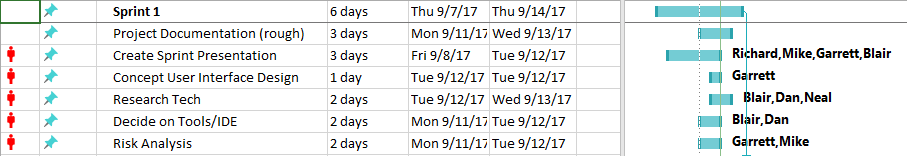 Sprint 1 6 days Thu 9/7/17 Thu 9/14/17
Project Documentation (rough) 3 days Mon 9/11/17 Wed 9/13/17
Create Sprint Presentation 3 days Fri 9/8/17 Tue 9/12/17 Richard,Mike,Garrett,Blair
Concept User Interface Design 1 day Tue 9/12/17 Tue 9/12/17 Garrett
Research Tech 2 days Tue 9/12/17 Wed 9/13/17 Blair,Dan,Neal
Decide on Tools/IDE 2 days Mon 9/11/17 Tue 9/12/17 Blair,Dan
Risk Analysis 2 days Mon 9/11/17 Tue 9/12/17 Garrett,Mike